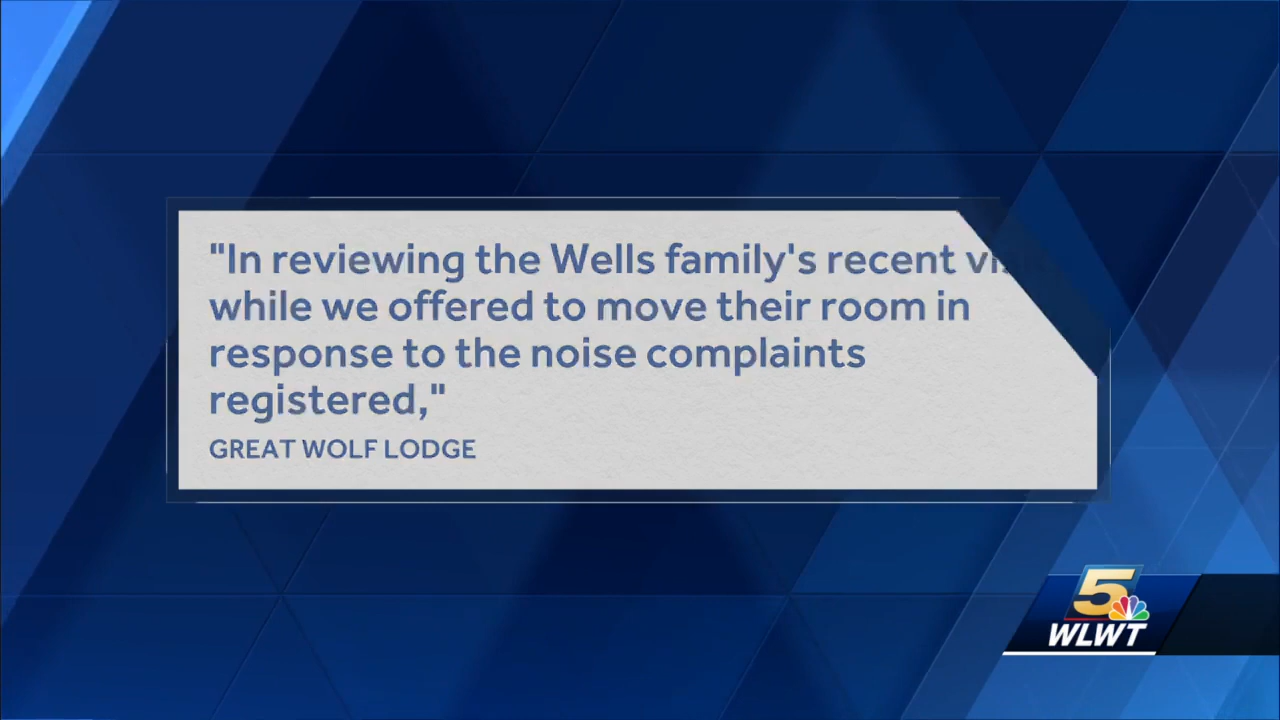 "In reviewing the Wells family's recent
while we offered to move their room in
response to the noise complaints
registered,"
GREAT WOLF LODGE
5
WLWT